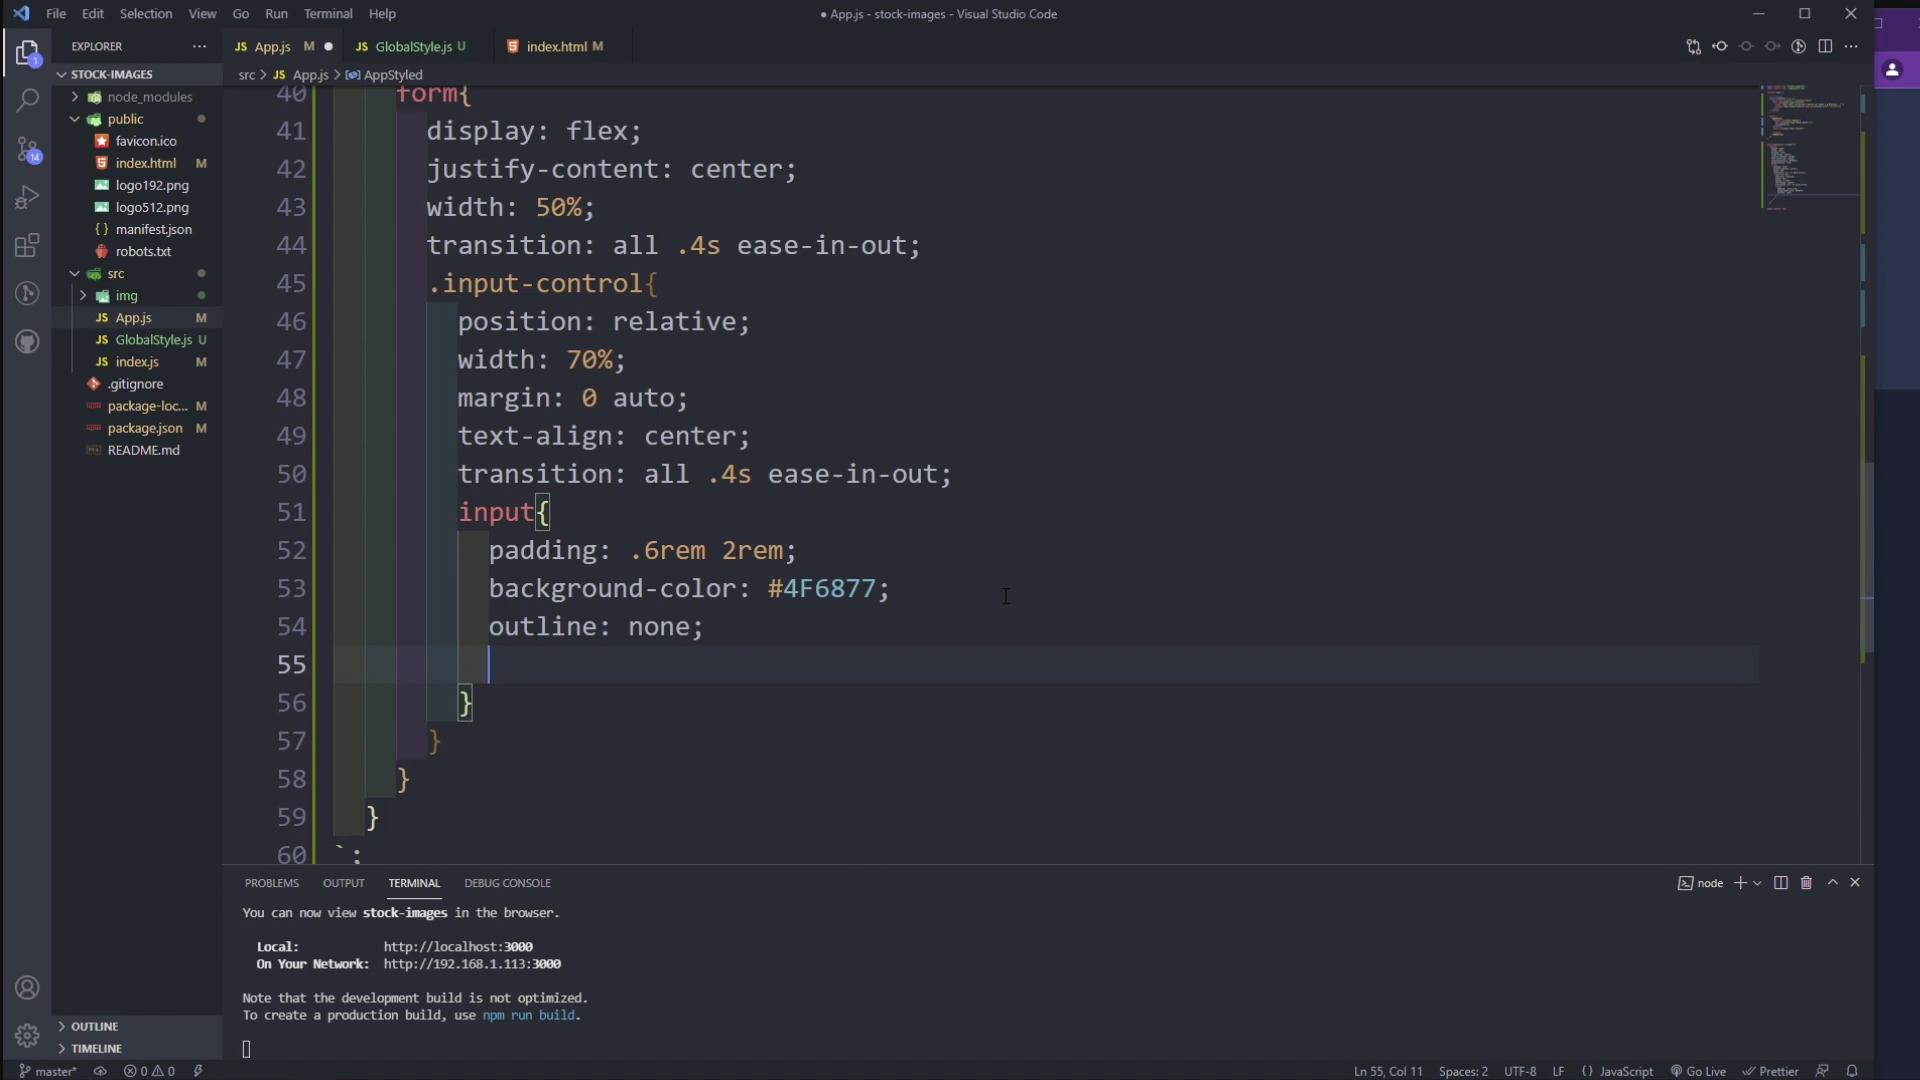 File Edit Selection View Go Run Terminal Help
● App.js - stock-images - Visual Studio Code
EXPLORER
JS App.js M ●
JS GlobalStyle.js U
index.html M
STOCK-IMAGES
node_modules
public
favicon.ico
index.html M
logo192.png
logo512.png
{ } manifest.json
robots.txt
src
img
JS App.js M
JS GlobalStyle.js U
JS index.js M
.gitignore
package-loc... M
package.json M
README.md
OUTLINE
TIMELINE
1
14
src > JS App.js > AppStyled
40 form{
41 display: flex;
42 justify-content: center;
43 width: 50%;
44 transition: all .4s ease-in-out;
45 .input-control{
46 position: relative;
47 width: 70%;
48 margin: 0 auto;
49 text-align: center;
50 transition: all .4s ease-in-out;
51 input{
52 padding: .6rem 2rem;
53 background-color: #4F6877;
54 outline: none;
55
56 }
57 }
58 }
59 }
60 `;
PROBLEMS OUTPUT TERMINAL DEBUG CONSOLE
node
You can now view stock-images in the browser.
Local: http://localhost:3000
On Your Network: http://192.168.1.113:3000
Note that the development build is not optimized.
To create a production build, use npm run build.
master* 0 0
Ln 55, Col 11 Spaces: 2 UTF-8 LF { } JavaScript Go Live Prettier